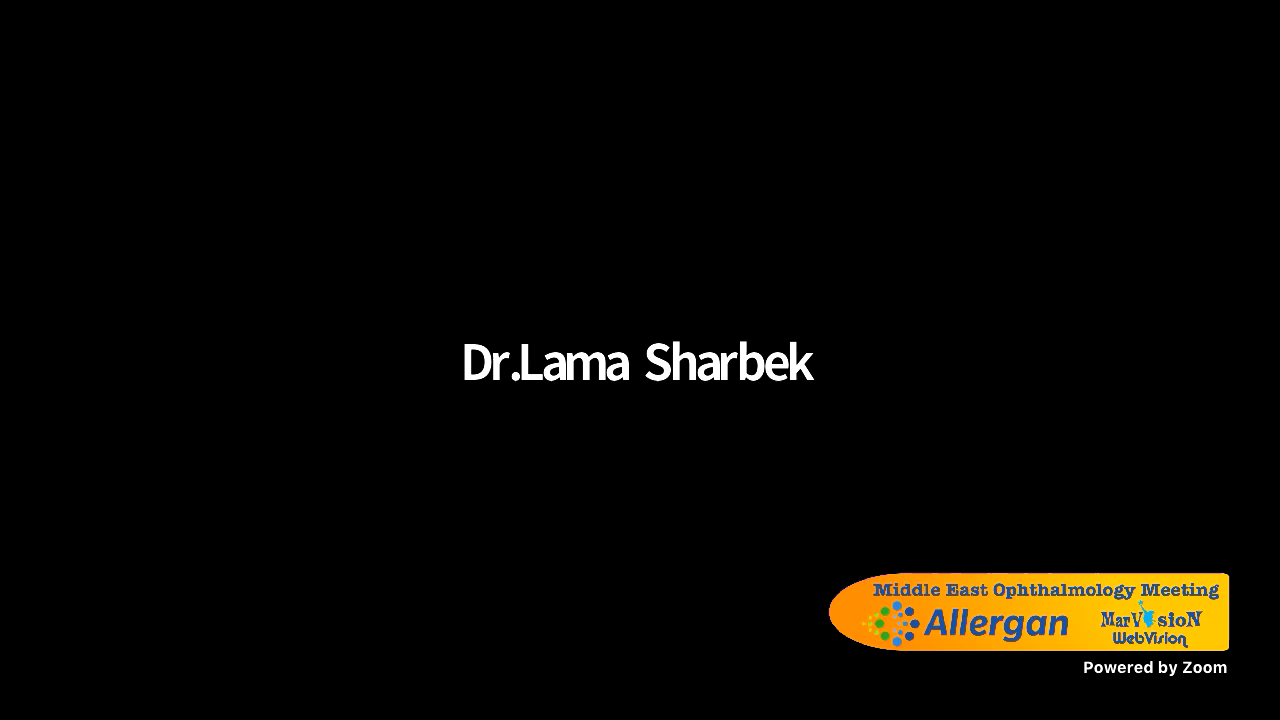 Dr.Lama Sharbek
Middle East Ophthalmology Meeting
Allergan
MarVisioN
WebVision
Powered by Zoom